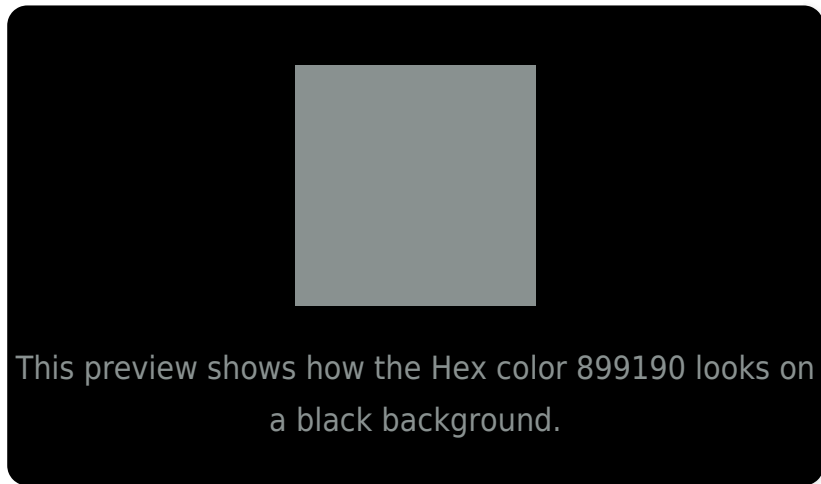 This preview shows how the Hex color 899190 looks on
a black background.